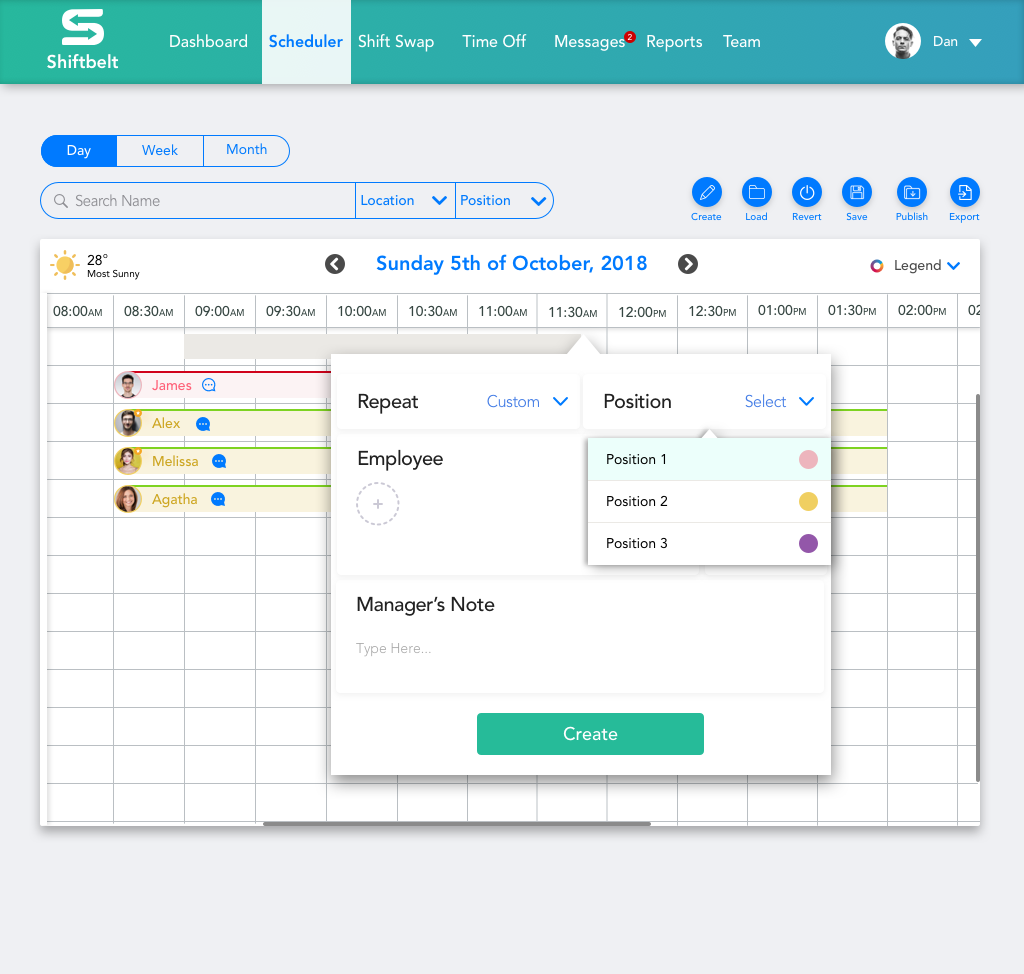 Shiftbelt
Dashboard Scheduler Shift Swap Time Off Messages 2 Reports Team Dan
Day Week Month
Search Name Location Position
Create Load Revert Save Publish Export
28°
Most Sunny
Sunday 5th of October, 2018
Legend
08:00AM 08:30AM 09:00AM 09:30AM 10:00AM 10:30AM 11:00AM 11:30AM 12:00PM 12:30PM 01:00PM 01:30PM 02:00PM 02
James
Alex
Melissa
Agatha
Repeat Custom Position Select
Employee
+
Position 1
Position 2
Position 3
Manager’s Note
Type Here...
Create